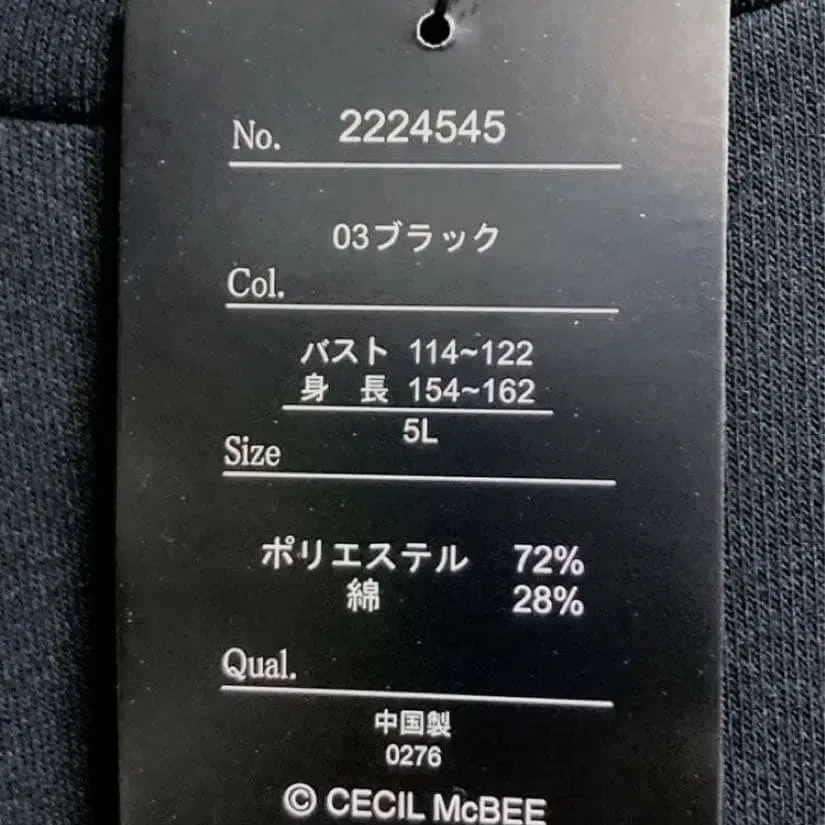 No. 2224545
03ブラック
Col.
バスト 114~122
身 長 154~162
5L
Size
ポリエステル 72%
綿 28%
Qual.
中国製
0276
© CECIL McBEE